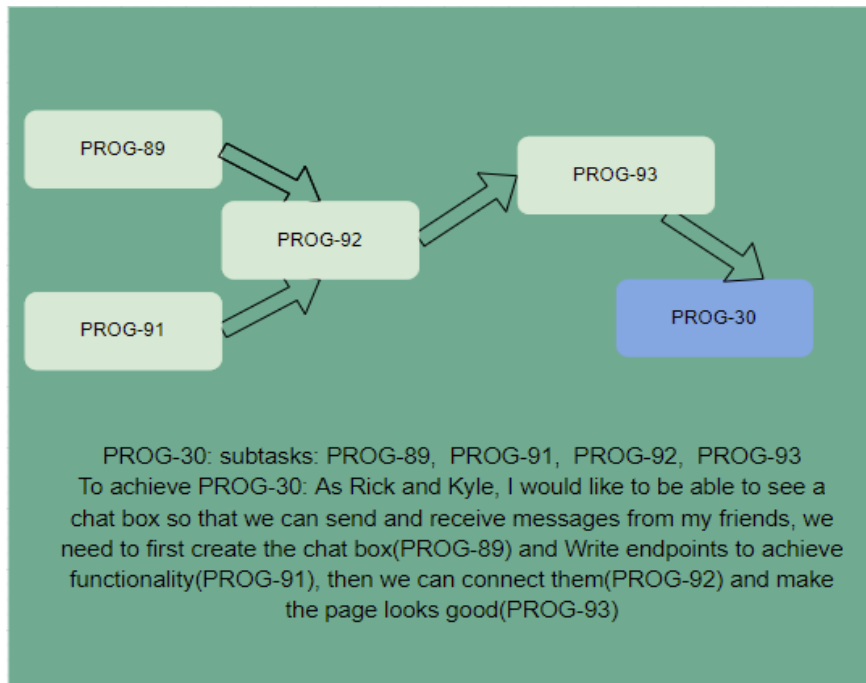 PROG-89
PROG-93
PROG-92
PROG-91
PROG-30
PROG-30: subtasks: PROG-89, PROG-91, PROG-92, PROG-93
To achieve PROG-30: As Rick and Kyle, I would like to be able to see a
chat box so that we can send and receive messages from my friends, we
need to first create the chat box(PROG-89) and Write endpoints to achieve
functionality(PROG-91), then we can connect them(PROG-92) and make
the page looks good(PROG-93)